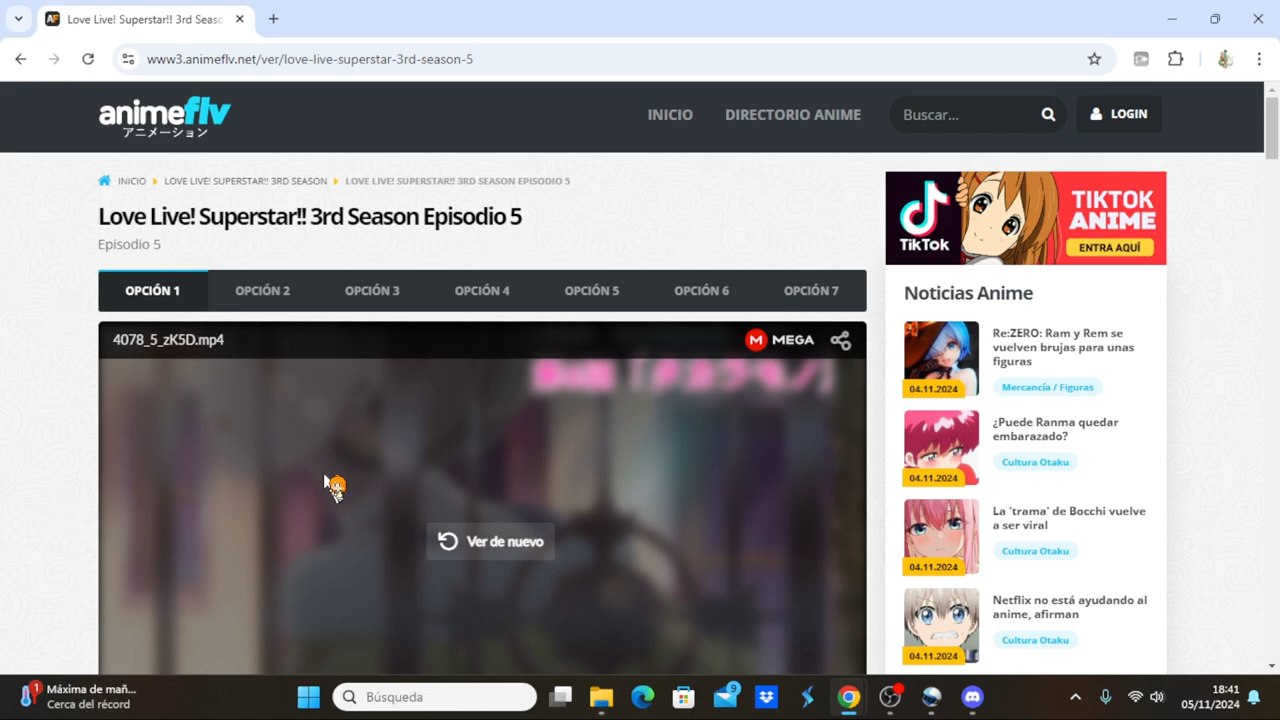 Love Live! Superstar!! 3rd Seaso
www3.animeflv.net/ver/love-live-superstar-3rd-season-5
animeflv
アニメーション
INICIO
DIRECTORIO ANIME
Buscar...
LOGIN
INICIO LOVE LIVE! SUPERSTAR!! 3RD SEASON LOVE LIVE! SUPERSTAR!! 3RD SEASON EPISODIO 5
Love Live! Superstar!! 3rd Season Episodio 5
Episodio 5
OPCIÓN 1 OPCIÓN 2 OPCIÓN 3 OPCIÓN 4 OPCIÓN 5 OPCIÓN 6 OPCIÓN 7
4078_5_zK5D.mp4
M MEGA
Ver de nuevo
TikTok
TIKTOK
ANIME
ENTRA AQUÍ
Noticias Anime
Re:ZERO: Ram y Rem se
vuelven brujas para unas
figuras
04.11.2024
Mercancía / Figuras
¿Puede Ranma quedar
embarazado?
Cultura Otaku
04.11.2024
La 'trama' de Bocchi vuelve
a ser viral
Cultura Otaku
04.11.2024
Netflix no está ayudando al
anime, afirman
Cultura Otaku
04.11.2024
1
Máxima de mañ...
Cerca del récord
Búsqueda
9
18:41
05/11/2024